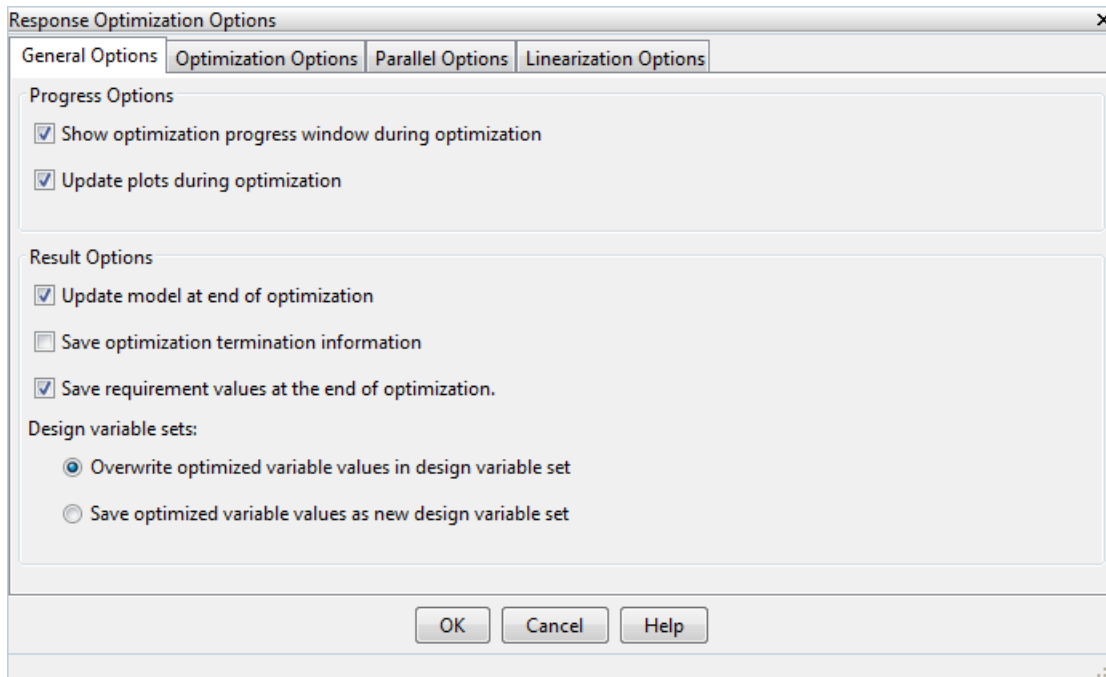 Response Optimization Options
General Options Optimization Options Parallel Options Linearization Options
Progress Options
Show optimization progress window during optimization
Update plots during optimization
Result Options
Update model at end of optimization
Save optimization termination information
Save requirement values at the end of optimization.
Design variable sets:
Overwrite optimized variable values in design variable set
Save optimized variable values as new design variable set
OK Cancel Help